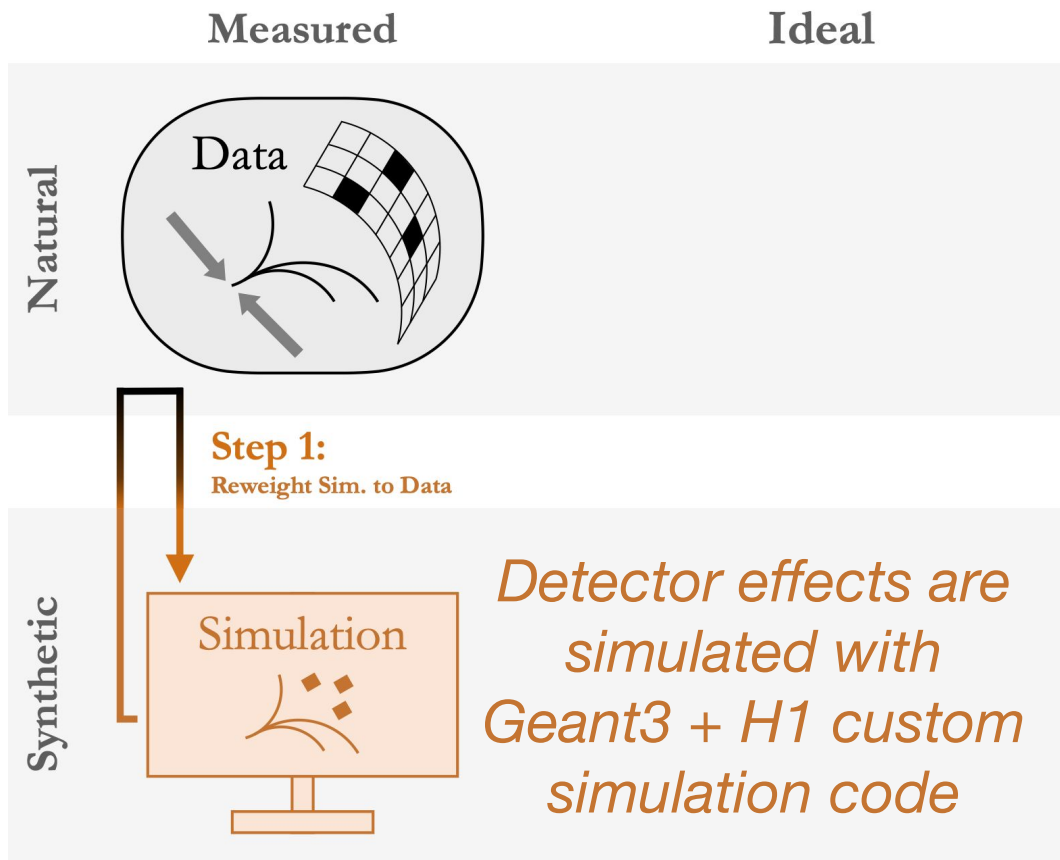 Measured
Ideal
Natural
Data
Step 1:
Reweight Sim. to Data
Synthetic
Simulation
Detector effects are
simulated with
Geant3 + H1 custom
simulation code